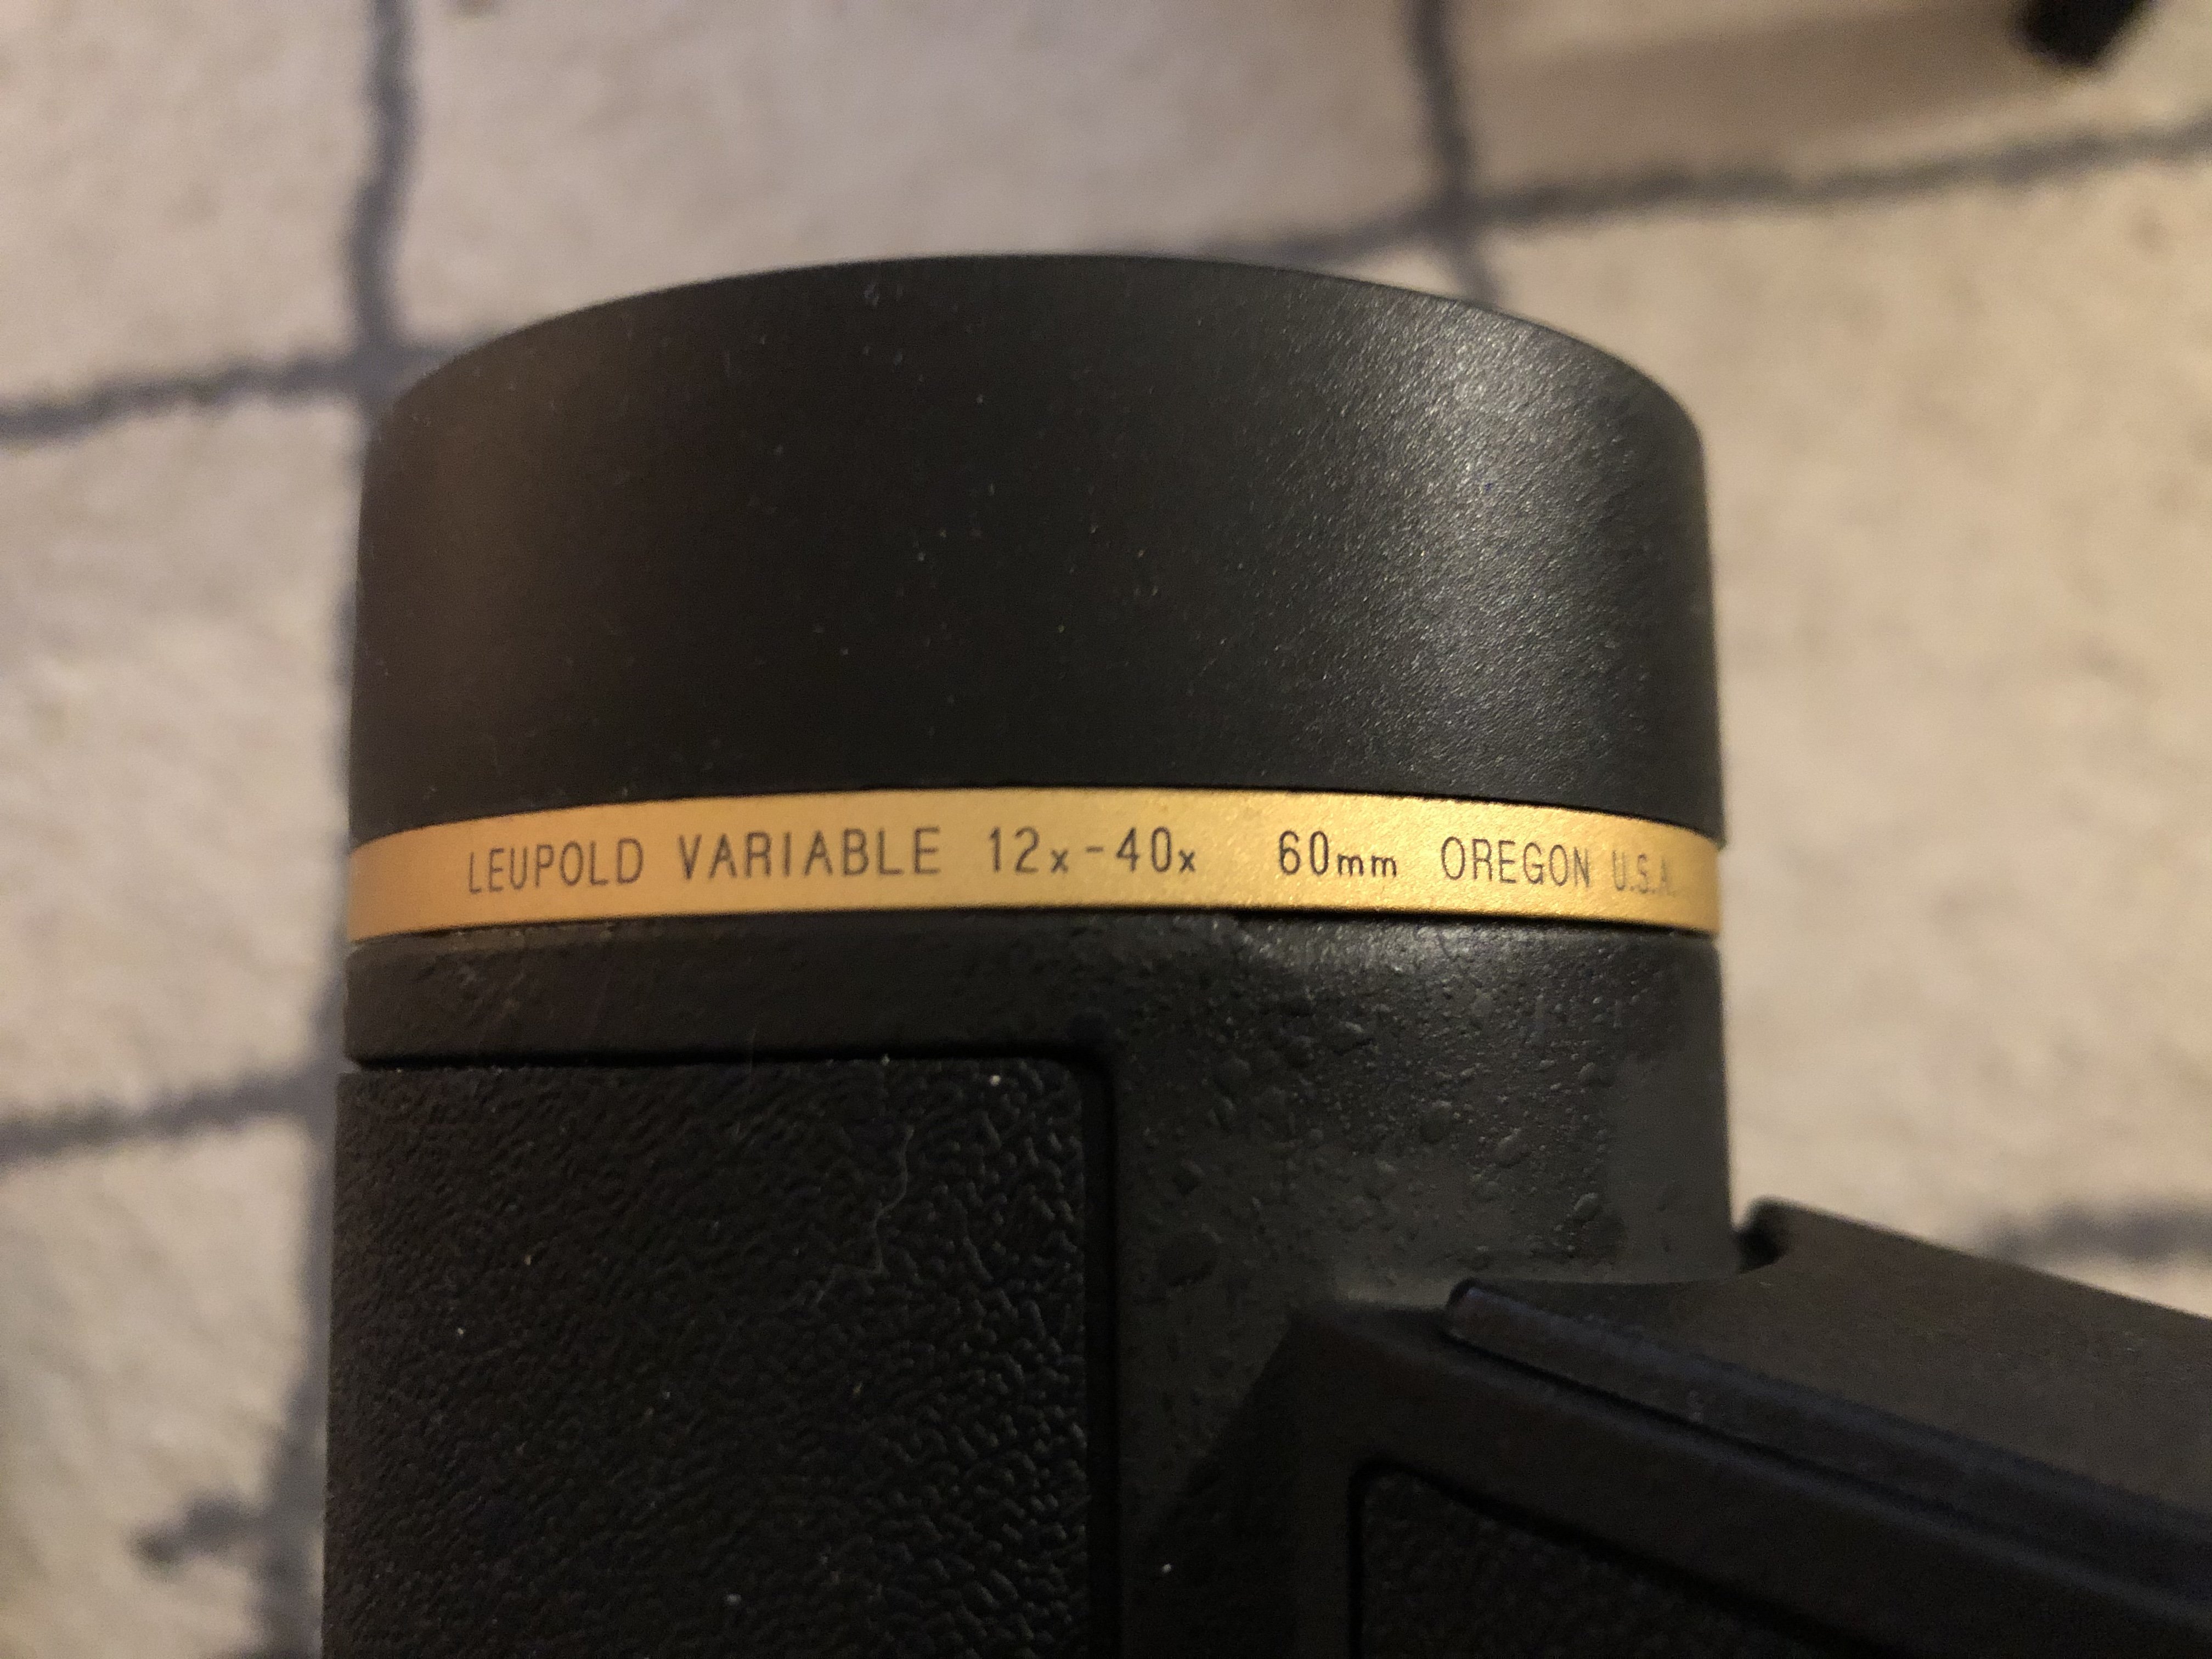 LEUPOLD VARIABLE 12x-40x 60mm OREGON U.S.A.